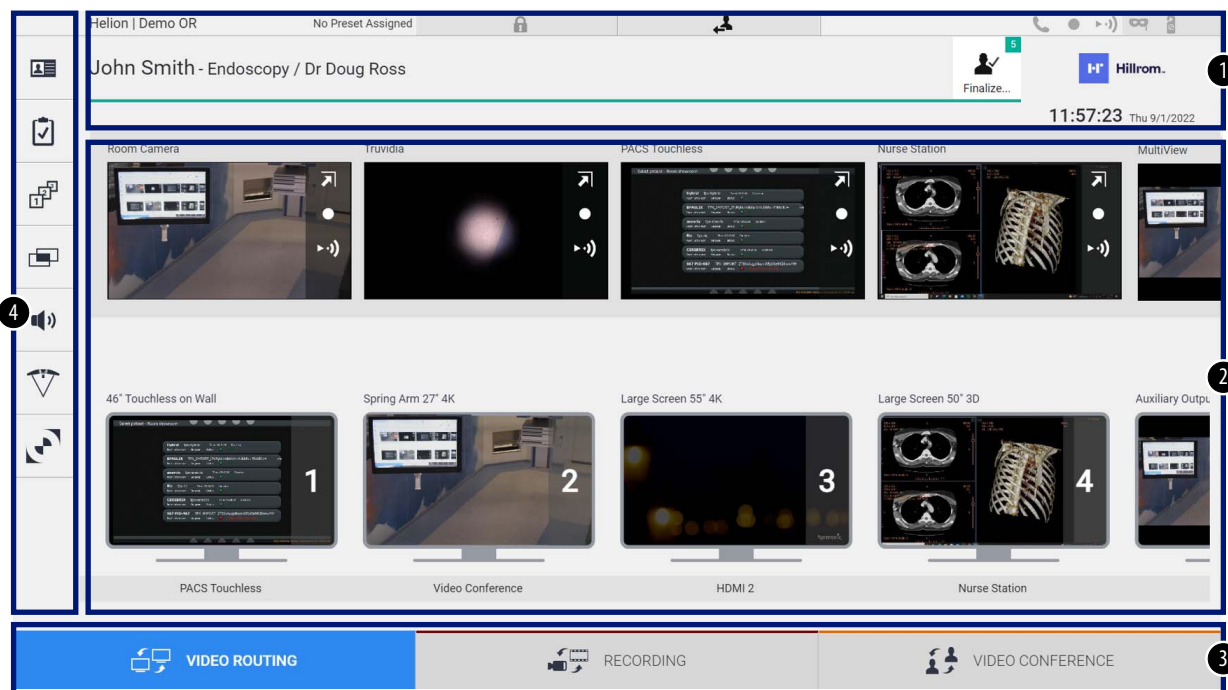 Helion | Demo OR
No Preset Assigned
5
John Smith - Endoscopy / Dr Doug Ross
Finalize...
H·r Hillrom™
1
11:57:23 Thu 9/1/2022
Room Camera
Truvidia
PACS Touchless
Nurse Station
MultiView
4
2
46" Touchless on Wall
Spring Arm 27" 4K
Large Screen 55" 4K
Large Screen 50" 3D
Auxiliary Outpu
1
2
3
4
PACS Touchless
Video Conference
HDMI 2
Nurse Station
VIDEO ROUTING
RECORDING
VIDEO CONFERENCE
3